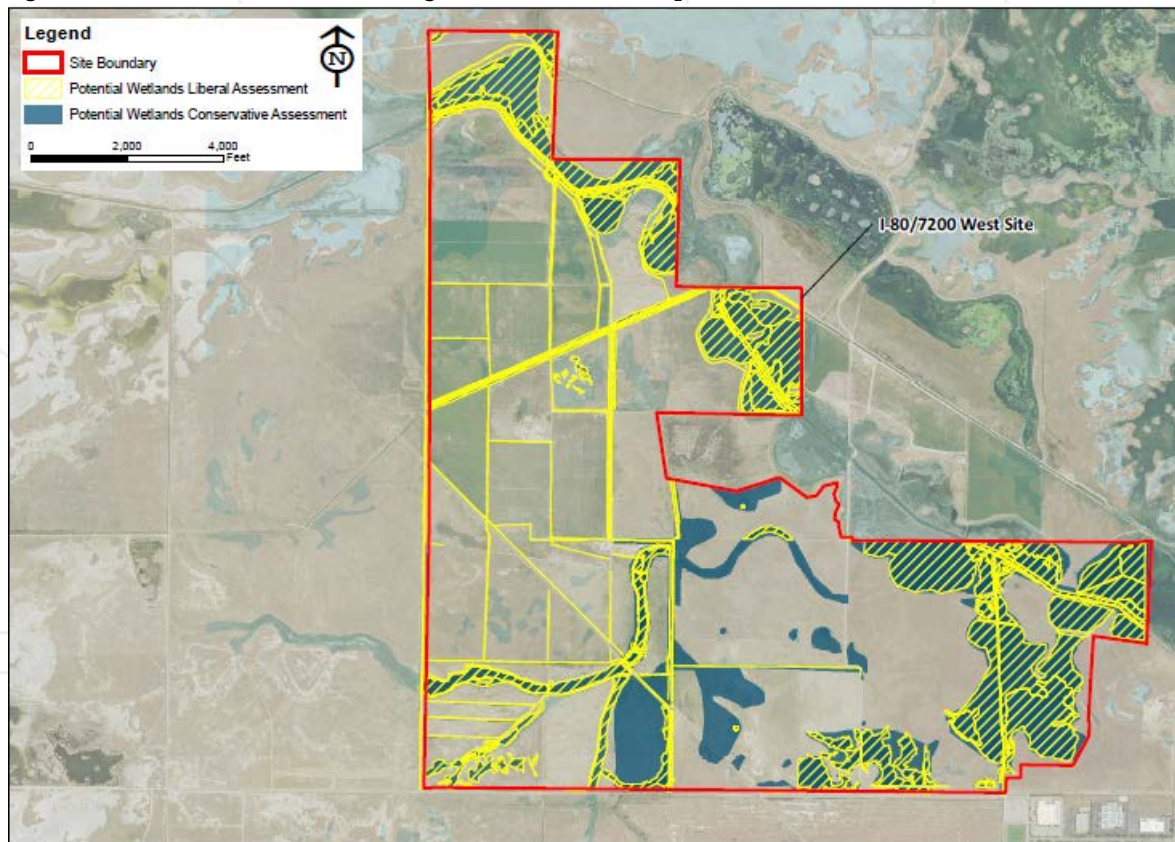 Legend
N
Site Boundary
Potential Wetlands Liberal Assessment
Potential Wetlands Conservative Assessment
0 2,000 4,000
Feet
I-80/7200 West Site